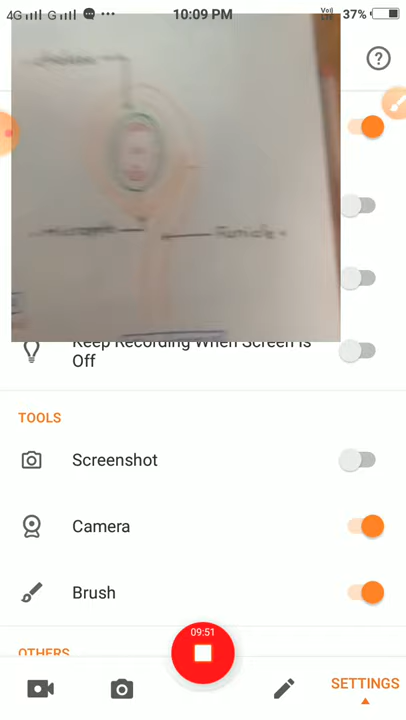 4G G ... 10:09 PM VoLTE 37%
Keep Recording When Screen Is
Off
TOOLS
Screenshot
Camera
Brush
09:51
OTHERS
SETTINGS